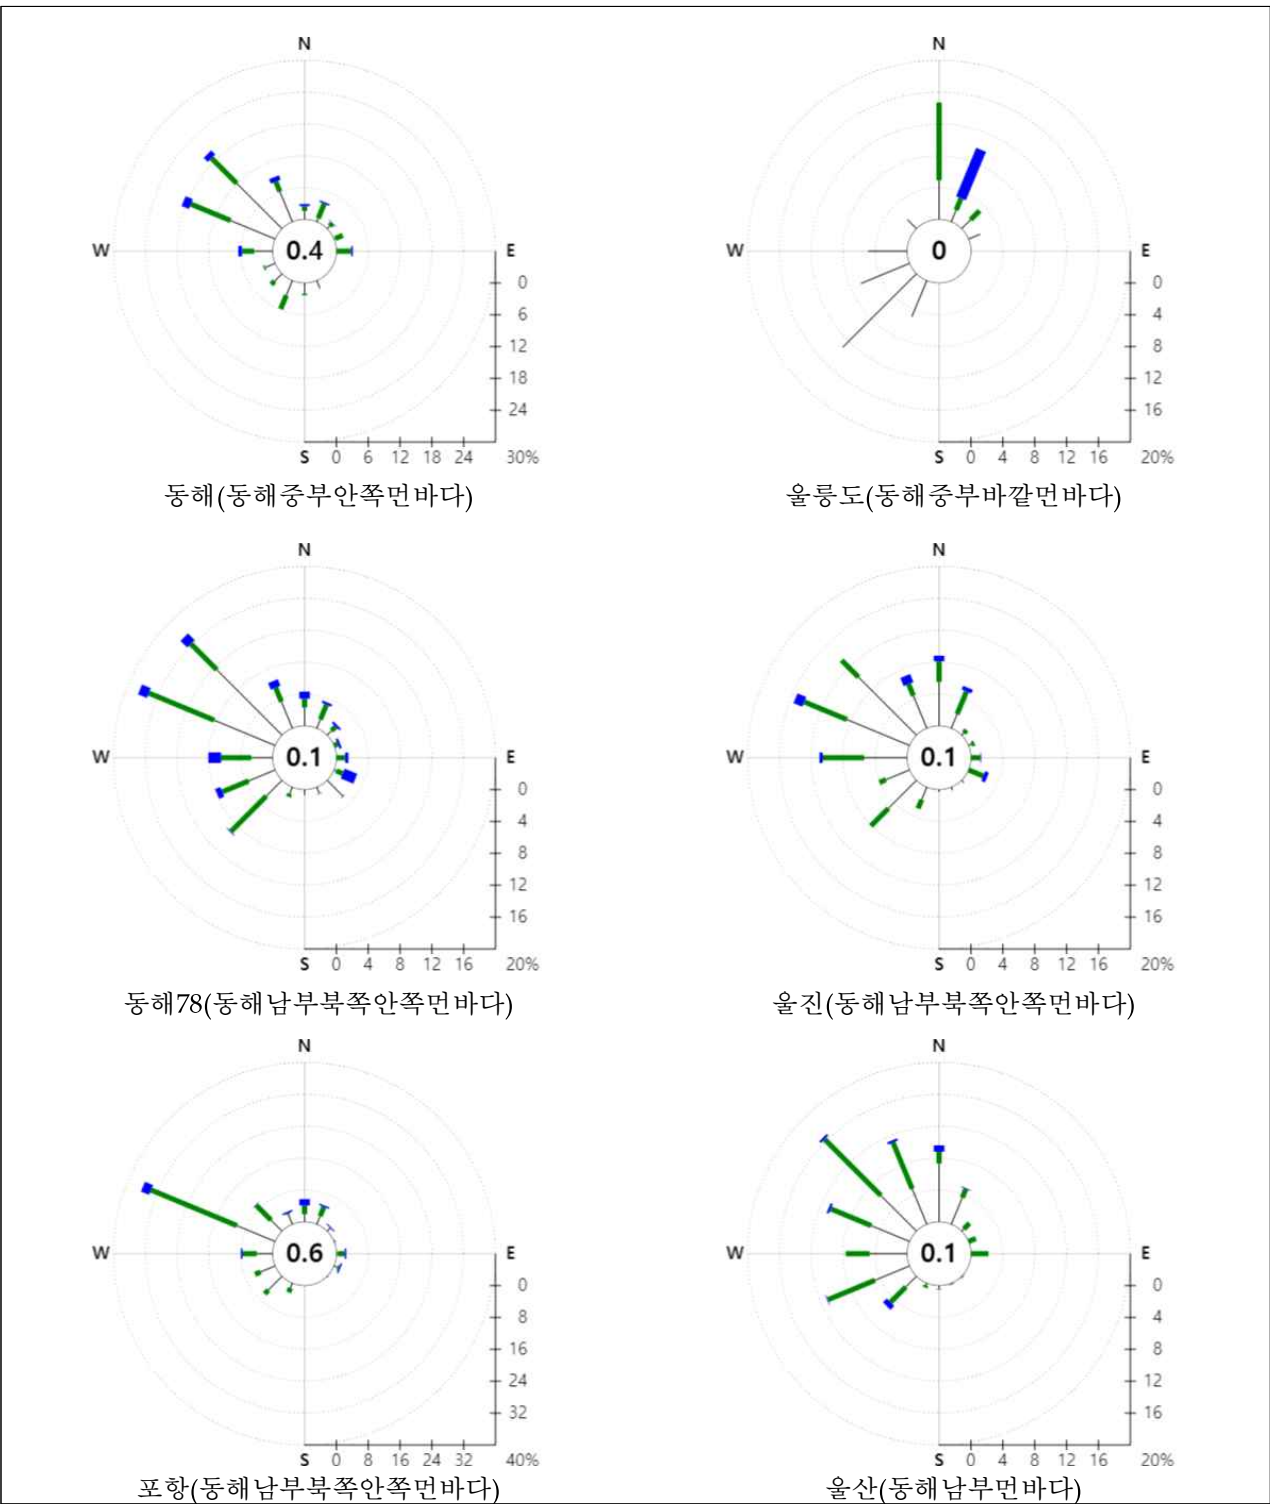 N N
W 0.4 E W 0 E
0 0
6 4
12 8
18 12
24 16
S 0 6 12 18 24 30% S 0 4 8 12 16 20%
동해(동해중부안쪽먼바다) 울릉도(동해중부바깥먼바다)
N N
W 0.1 E W 0.1 E
0 0
4 4
8 8
12 12
16 16
S 0 4 8 12 16 20% S 0 4 8 12 16 20%
동해78(동해남부북쪽안쪽먼바다) 울진(동해남부북쪽안쪽먼바다)
N N
W 0.6 E W 0.1 E
0 0
8 4
16 8
24 12
32 16
S 0 8 16 24 32 40% S 0 4 8 12 16 20%
포항(동해남부북쪽안쪽먼바다) 울산(동해남부먼바다)